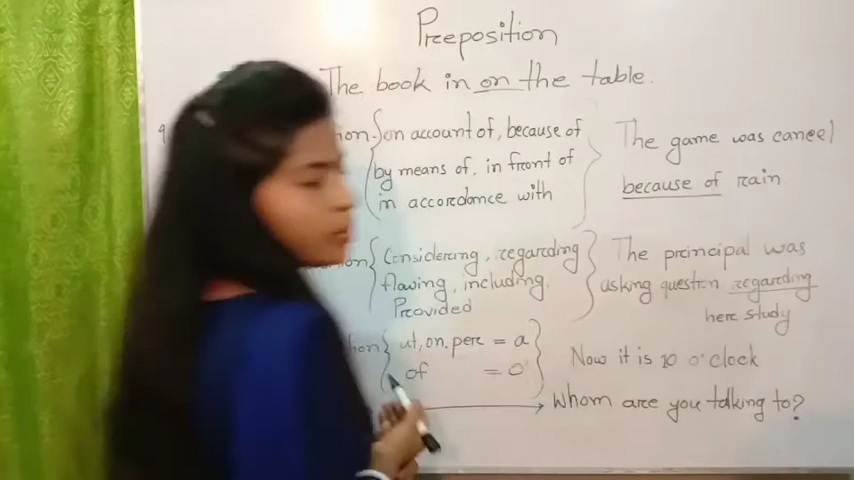 Preeposition
The book in on the table.
on account of, because of
by means of, in front of
in accordance with
The game was caneel
because of rain
Considering, regarding
flowing, including,
Provided
The principal was
asking question regarding
here study
ut, on, pere = a
of = o'
Now it is 10 o'clock
Whom are you talking to?